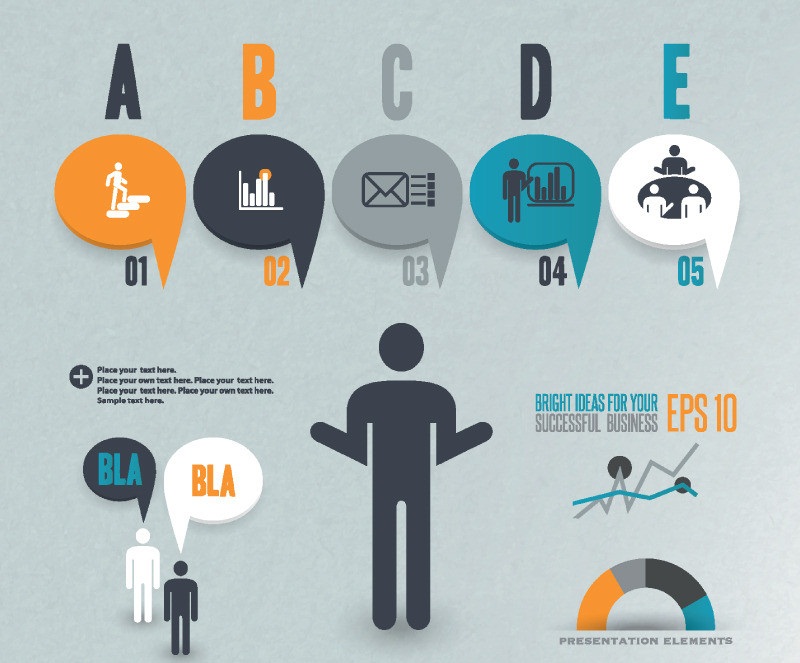 A B C D E
01 02 03 04 05
Place your text here.
Place your own text here. Place your text here.
Place your text here. Place your own text here.
Sample text here.
BRIGHT IDEAS FOR YOUR
SUCCESSFUL BUSINESS
EPS 10
BLA
BLA
PRESENTATION ELEMENTS